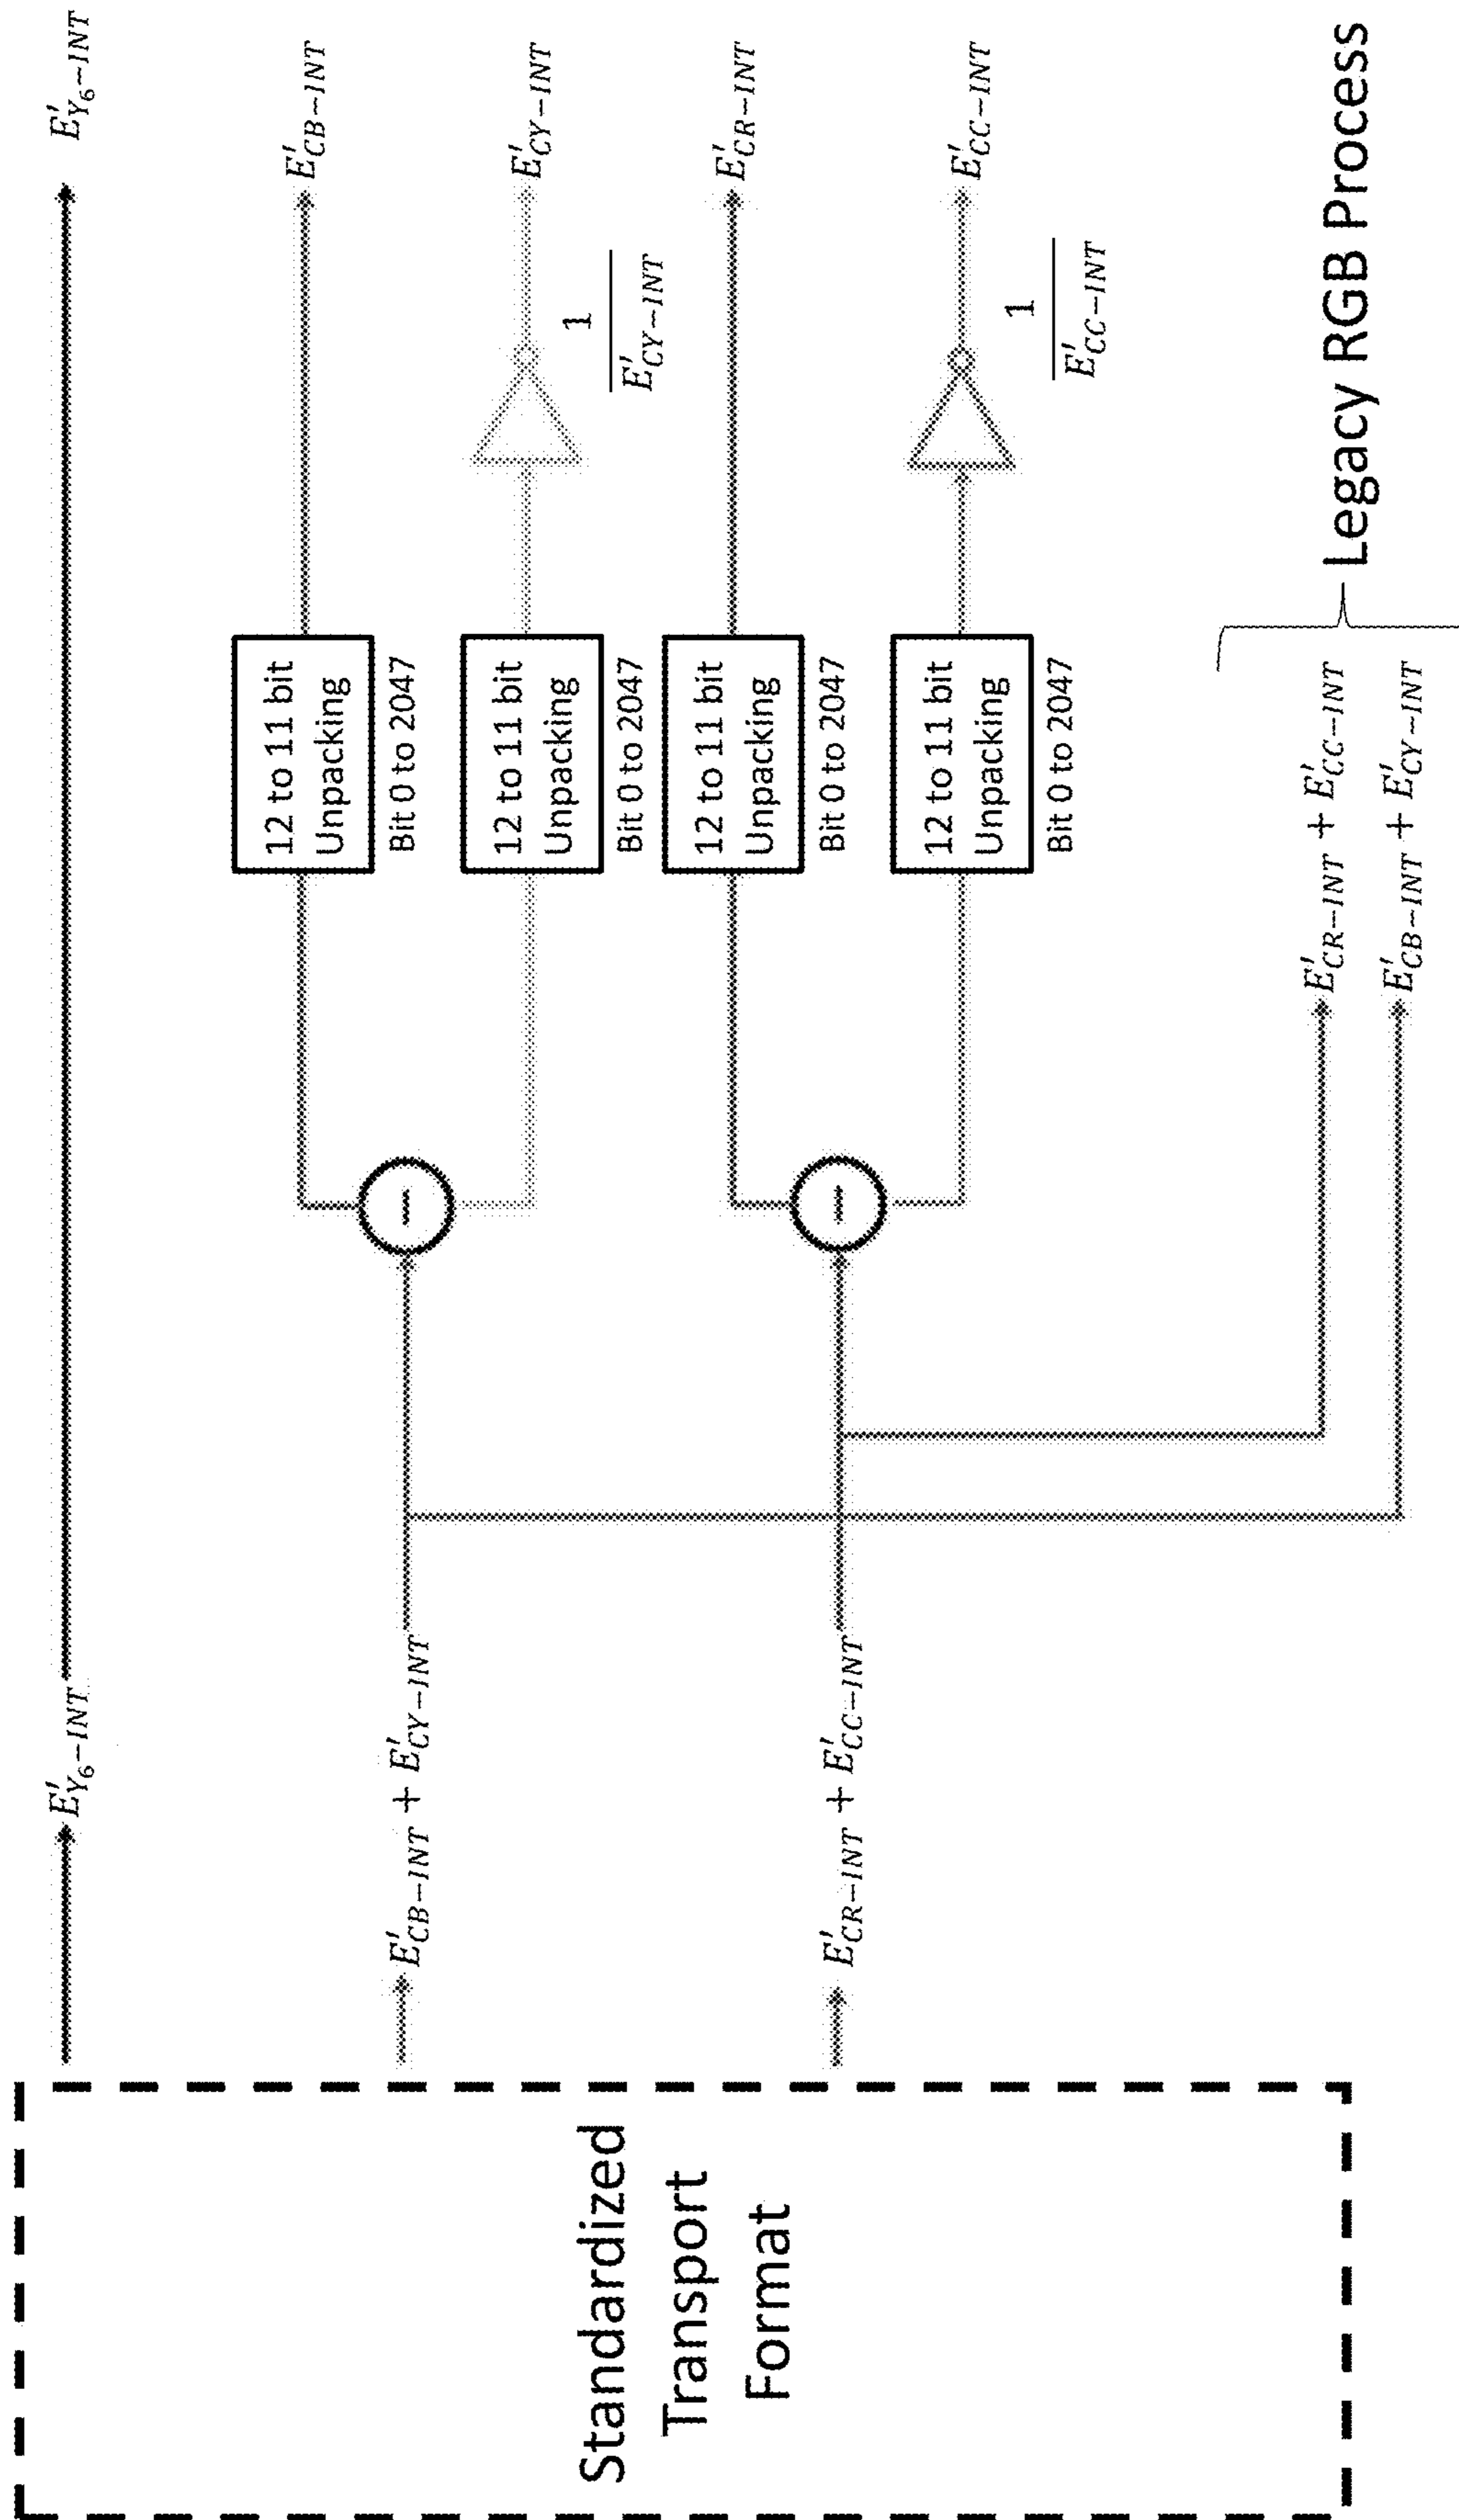 Standardized
Transport
Format
E'Y₆−INT
E'CB−INT + E'CY−INT
E'CR−INT + E'CC−INT
−
−
12 to 11 bit
Unpacking
Bit 0 to 2047
12 to 11 bit
Unpacking
Bit 0 to 2047
12 to 11 bit
Unpacking
Bit 0 to 2047
12 to 11 bit
Unpacking
Bit 0 to 2047
1
E'CY−INT
1
E'CC−INT
E'Y₆−INT
E'CB−INT
E'CY−INT
E'CR−INT
E'CC−INT
E'CR−INT + E'CC−INT
E'CB−INT + E'CY−INT
Legacy RGB Process